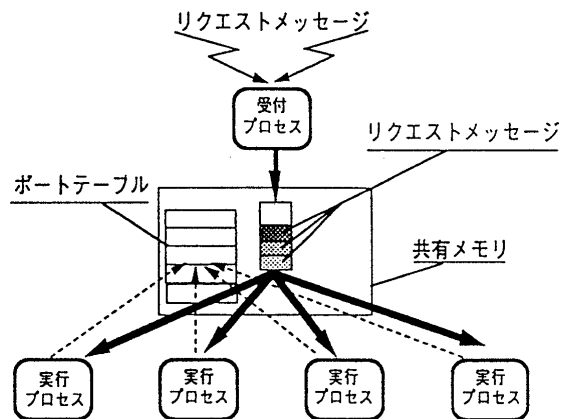 リクエストメッセージ
受付
プロセス
リクエストメッセージ
ポートテーブル
共有メモリ
実行
プロセス
実行
プロセス
実行
プロセス
実行
プロセス